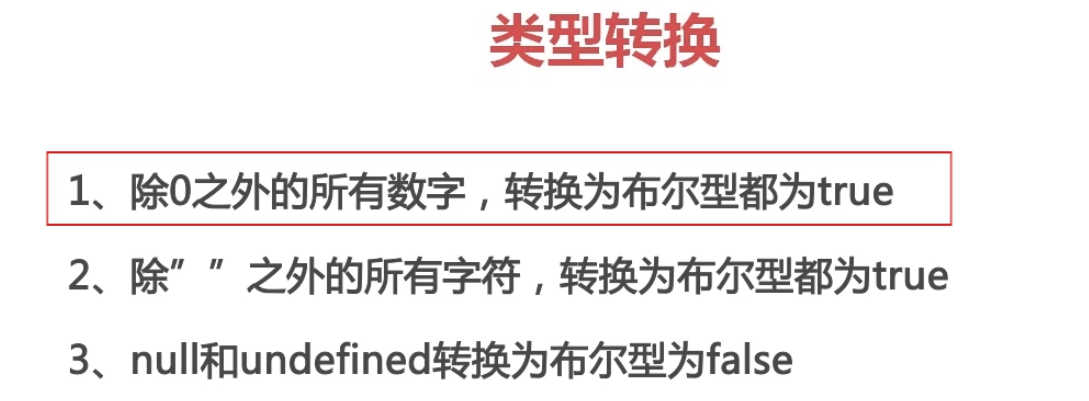 类型转换
1、除0之外的所有数字，转换为布尔型都为true
2、除””之外的所有字符，转换为布尔型都为true
3、null和undefined转换为布尔型为false